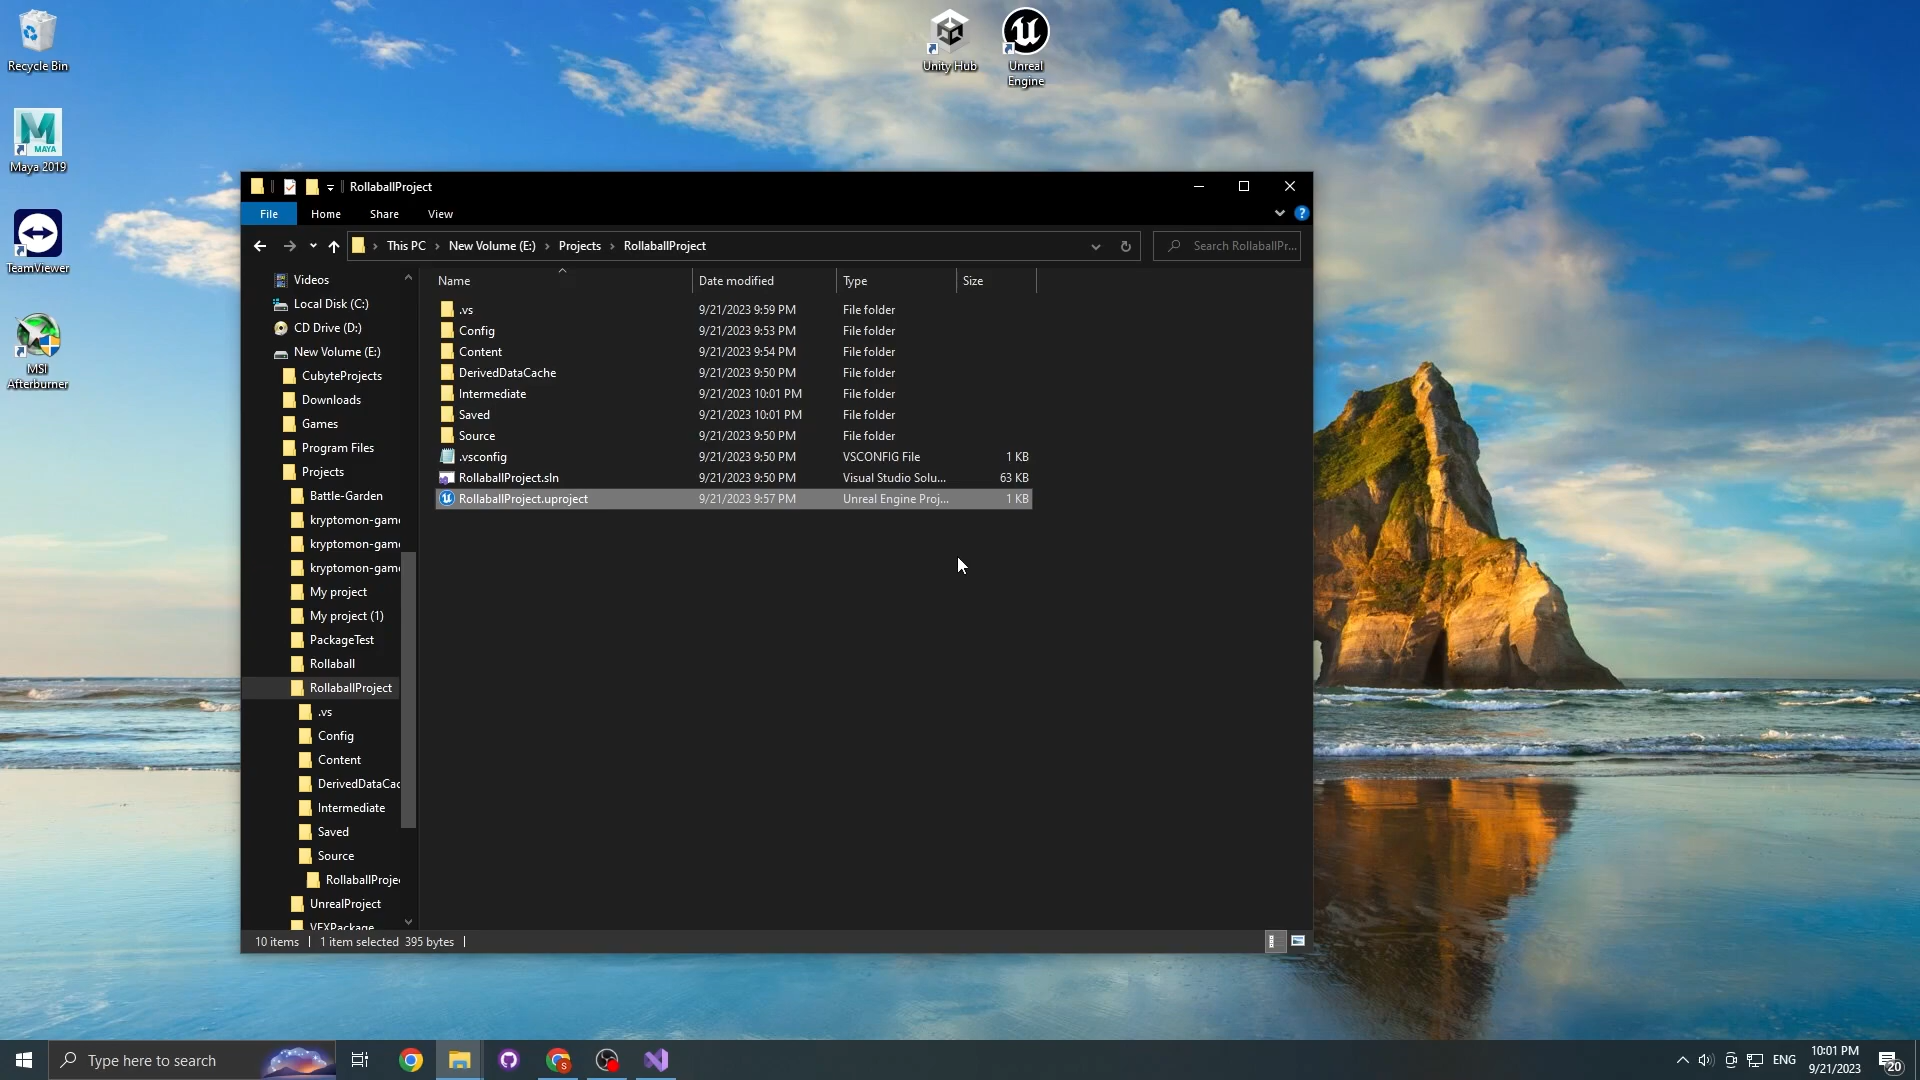 Recycle Bin
MAYA
Maya 2019
TeamViewer
MSI
Afterburner
Unity Hub
Unreal
Engine
RollaballProject
File
Home
Share
View
This PC
New Volume (E:)
Projects
RollaballProject
Search RollaballPr...
Videos
Local Disk (C:)
CD Drive (D:)
New Volume (E:)
CubyteProjects
Downloads
Games
Program Files
Projects
Battle-Garden
kryptomon-game
kryptomon-game
kryptomon-game
My project
My project (1)
PackageTest
Rollaball
RollaballProject
.vs
Config
Content
DerivedDataCac
Intermediate
Saved
Source
RollaballProjec
UnrealProject
VFXPackage
Name Date modified Type Size
.vs 9/21/2023 9:59 PM File folder
Config 9/21/2023 9:53 PM File folder
Content 9/21/2023 9:54 PM File folder
DerivedDataCache 9/21/2023 9:50 PM File folder
Intermediate 9/21/2023 10:01 PM File folder
Saved 9/21/2023 10:01 PM File folder
Source 9/21/2023 9:50 PM File folder
.vsconfig 9/21/2023 9:50 PM VSCONFIG File 1 KB
RollaballProject.sln 9/21/2023 9:50 PM Visual Studio Solu... 63 KB
RollaballProject.uproject 9/21/2023 9:57 PM Unreal Engine Proj... 1 KB
10 items 1 item selected 395 bytes
Type here to search
ENG
10:01 PM
9/21/2023
20